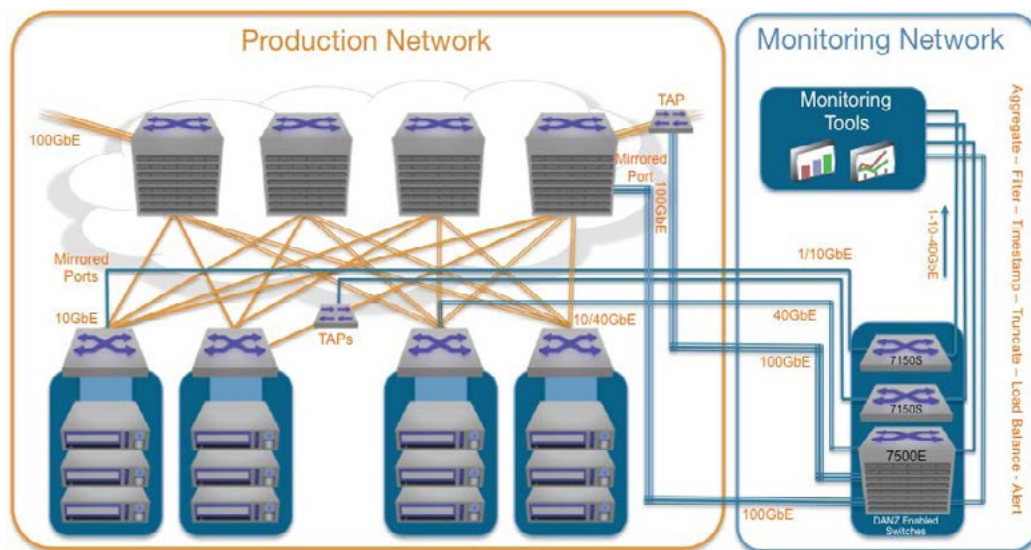 Production Network
Monitoring Network
TAP
100GbE
Mirrored
Port
100GbE
Monitoring
Tools
Aggregate – Filter – Timestamp – Truncate – Load Balance - Alert
1-10-40GbE
Mirrored
Ports
1/10GbE
10GbE
TAPs
10/40GbE
40GbE
100GbE
7150S
7150S
7500E
100GbE
DANZ Enabled
Switches